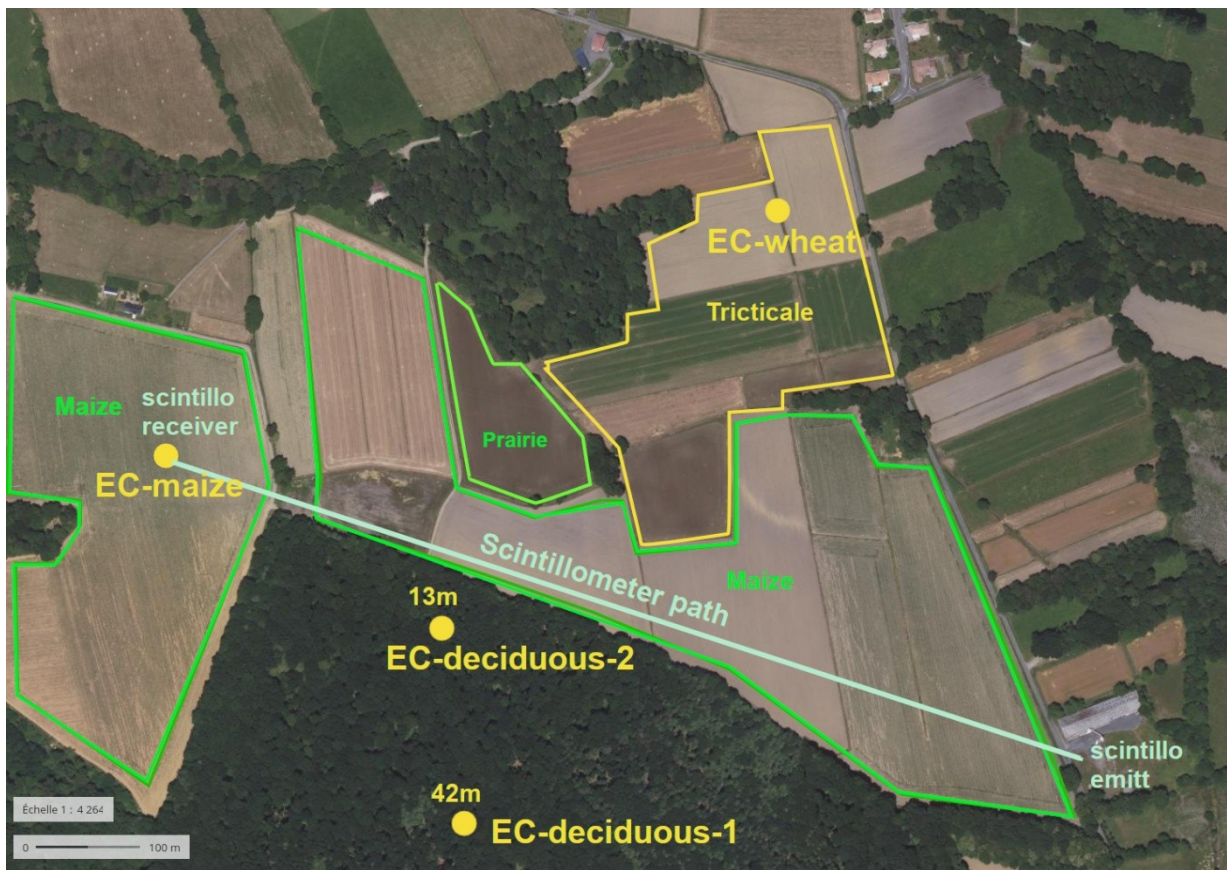 EC-wheat
Tricticale
Maize
scintillo
receiver
EC-maize
Prairie
Scintillometer path
Maize
13m
EC-deciduous-2
scintillo
emitt
42m
EC-deciduous-1
Échelle 1 : 4 264
0 100 m